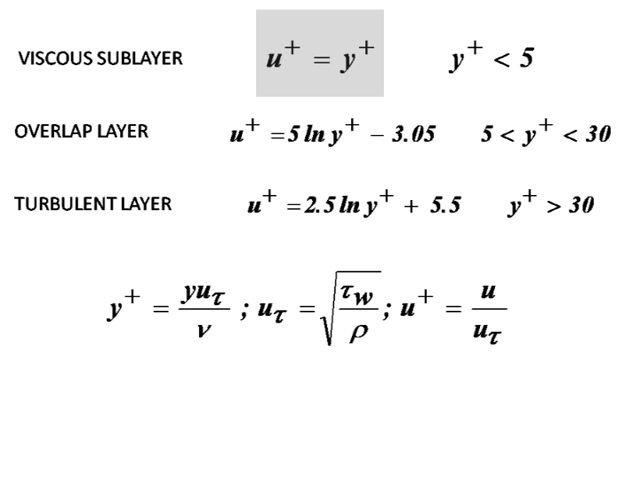 VISCOUS SUBLAYER u⁺ = y⁺ y⁺ < 5
OVERLAP LAYER u⁺ = 5 ln y⁺ − 3.05 5 < y⁺ < 30
TURBULENT LAYER u⁺ = 2.5 ln y⁺ + 5.5 y⁺ > 30
y⁺ = yu_τ / ν ; u_τ = √(τ_w / ρ) ; u⁺ = u / u_τ